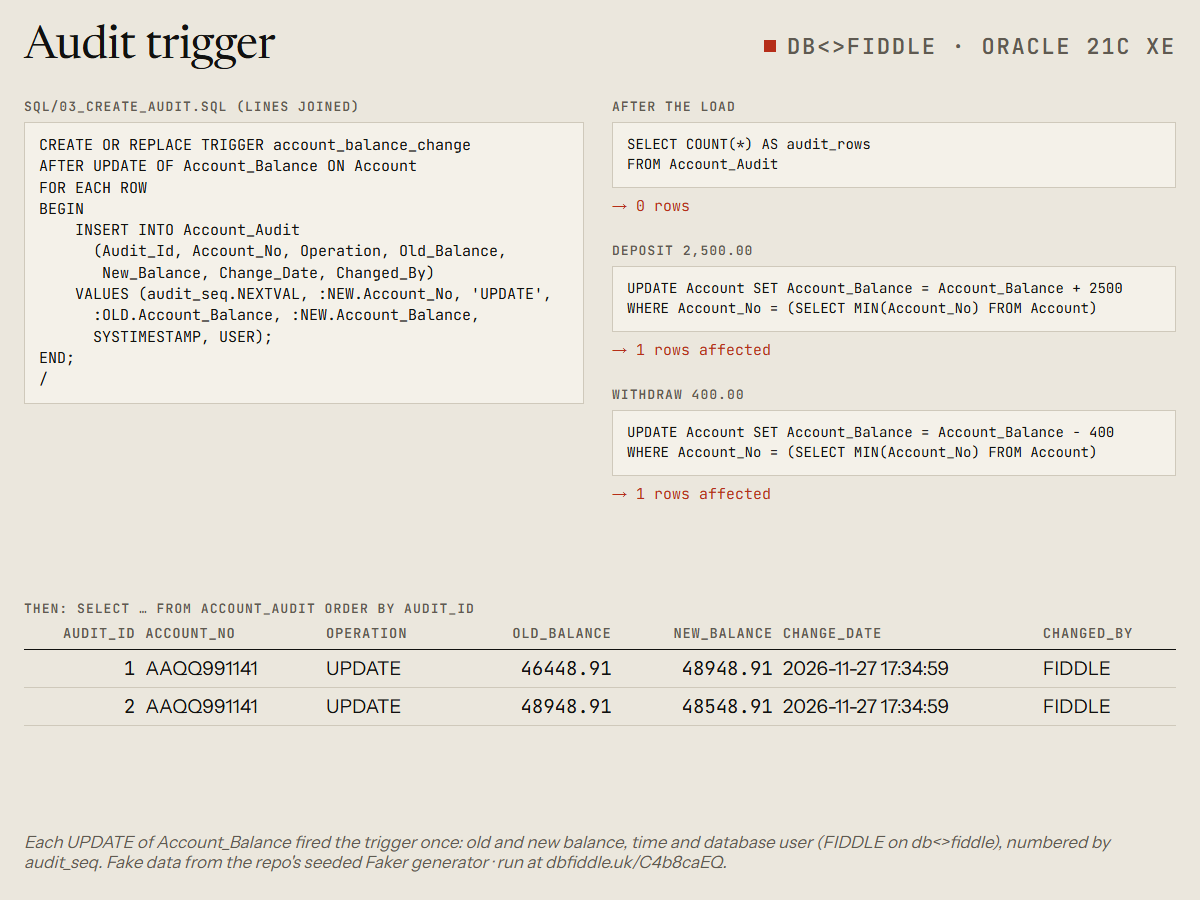 Audit trigger
DB<>FIDDLE · ORACLE 21C XE
SQL/03_CREATE_AUDIT.SQL (LINES JOINED)
CREATE OR REPLACE TRIGGER account_balance_change
AFTER UPDATE OF Account_Balance ON Account
FOR EACH ROW
BEGIN
    INSERT INTO Account_Audit
      (Audit_Id, Account_No, Operation, Old_Balance,
       New_Balance, Change_Date, Changed_By)
    VALUES (audit_seq.NEXTVAL, :NEW.Account_No, 'UPDATE',
      :OLD.Account_Balance, :NEW.Account_Balance,
      SYSTIMESTAMP, USER);
END;
/
AFTER THE LOAD
SELECT COUNT(*) AS audit_rows
FROM Account_Audit
→ 0 rows
DEPOSIT 2,500.00
UPDATE Account SET Account_Balance = Account_Balance + 2500
WHERE Account_No = (SELECT MIN(Account_No) FROM Account)
→ 1 rows affected
WITHDRAW 400.00
UPDATE Account SET Account_Balance = Account_Balance - 400
WHERE Account_No = (SELECT MIN(Account_No) FROM Account)
→ 1 rows affected
THEN: SELECT … FROM ACCOUNT_AUDIT ORDER BY AUDIT_ID
AUDIT_ID ACCOUNT_NO OPERATION OLD_BALANCE NEW_BALANCE CHANGE_DATE CHANGED_BY
1 AAQQ991141 UPDATE 46448.91 48948.91 2026-11-27 17:34:59 FIDDLE
2 AAQQ991141 UPDATE 48948.91 48548.91 2026-11-27 17:34:59 FIDDLE
Each UPDATE of Account_Balance fired the trigger once: old and new balance, time and database user (FIDDLE on db<>fiddle), numbered by
audit_seq. Fake data from the repo's seeded Faker generator · run at dbfiddle.uk/C4b8caEQ.